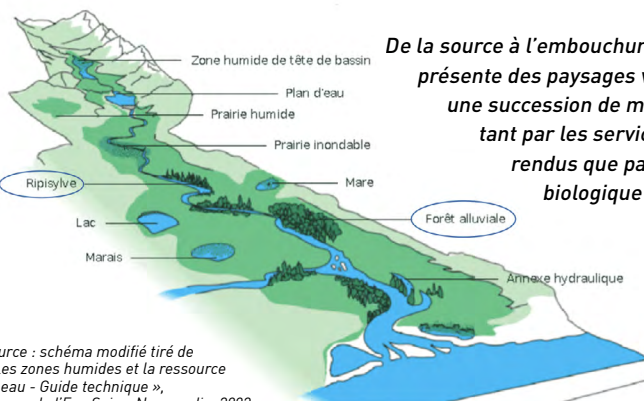 De la source à l'embouchur
présente des paysages v
une succession de m
tant par les servic
rendus que pa
biologique
Zone humide de tête de bassin
Plan d'eau
Prairie humide
Prairie inondable
Ripisylve
Mare
Lac
Forêt alluviale
Marais
Annexe hydraulique
urce : schéma modifié tiré de
es zones humides et la ressource
eau - Guide technique »,